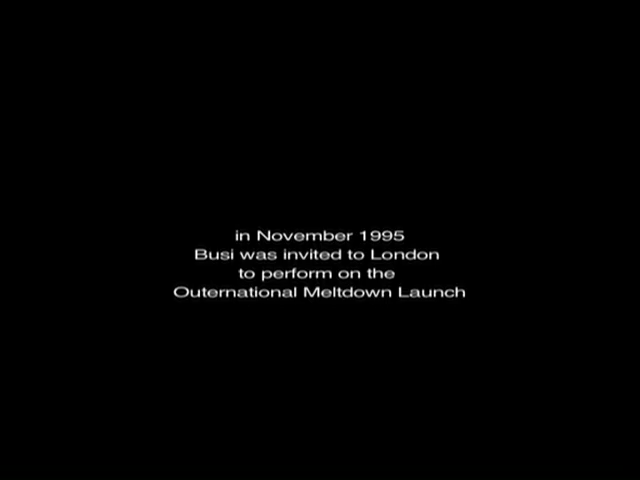 in November 1995
Busi was invited to London
to perform on the
Outernational Meltdown Launch